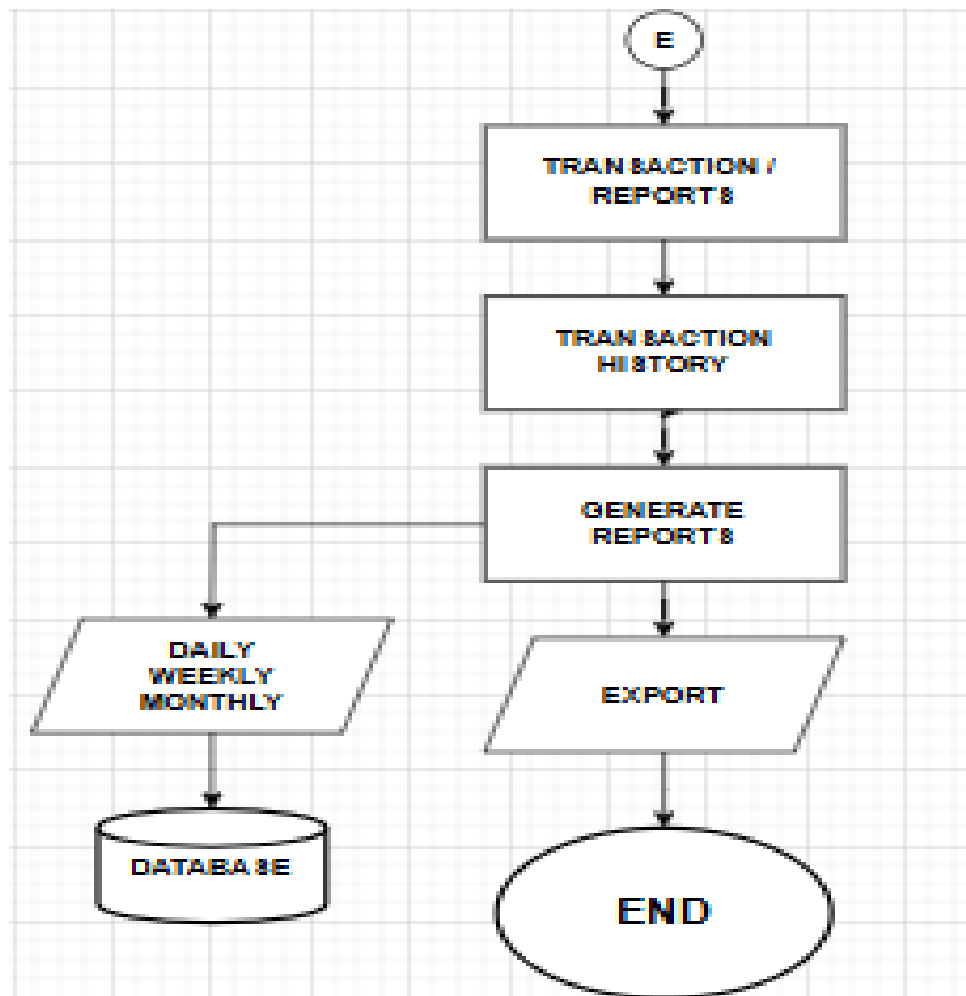 E
TRANSACTION /
REPORTS
TRANSACTION
HISTORY
GENERATE
REPORTS
DAILY
WEEKLY
MONTHLY
EXPORT
DATABASE
END